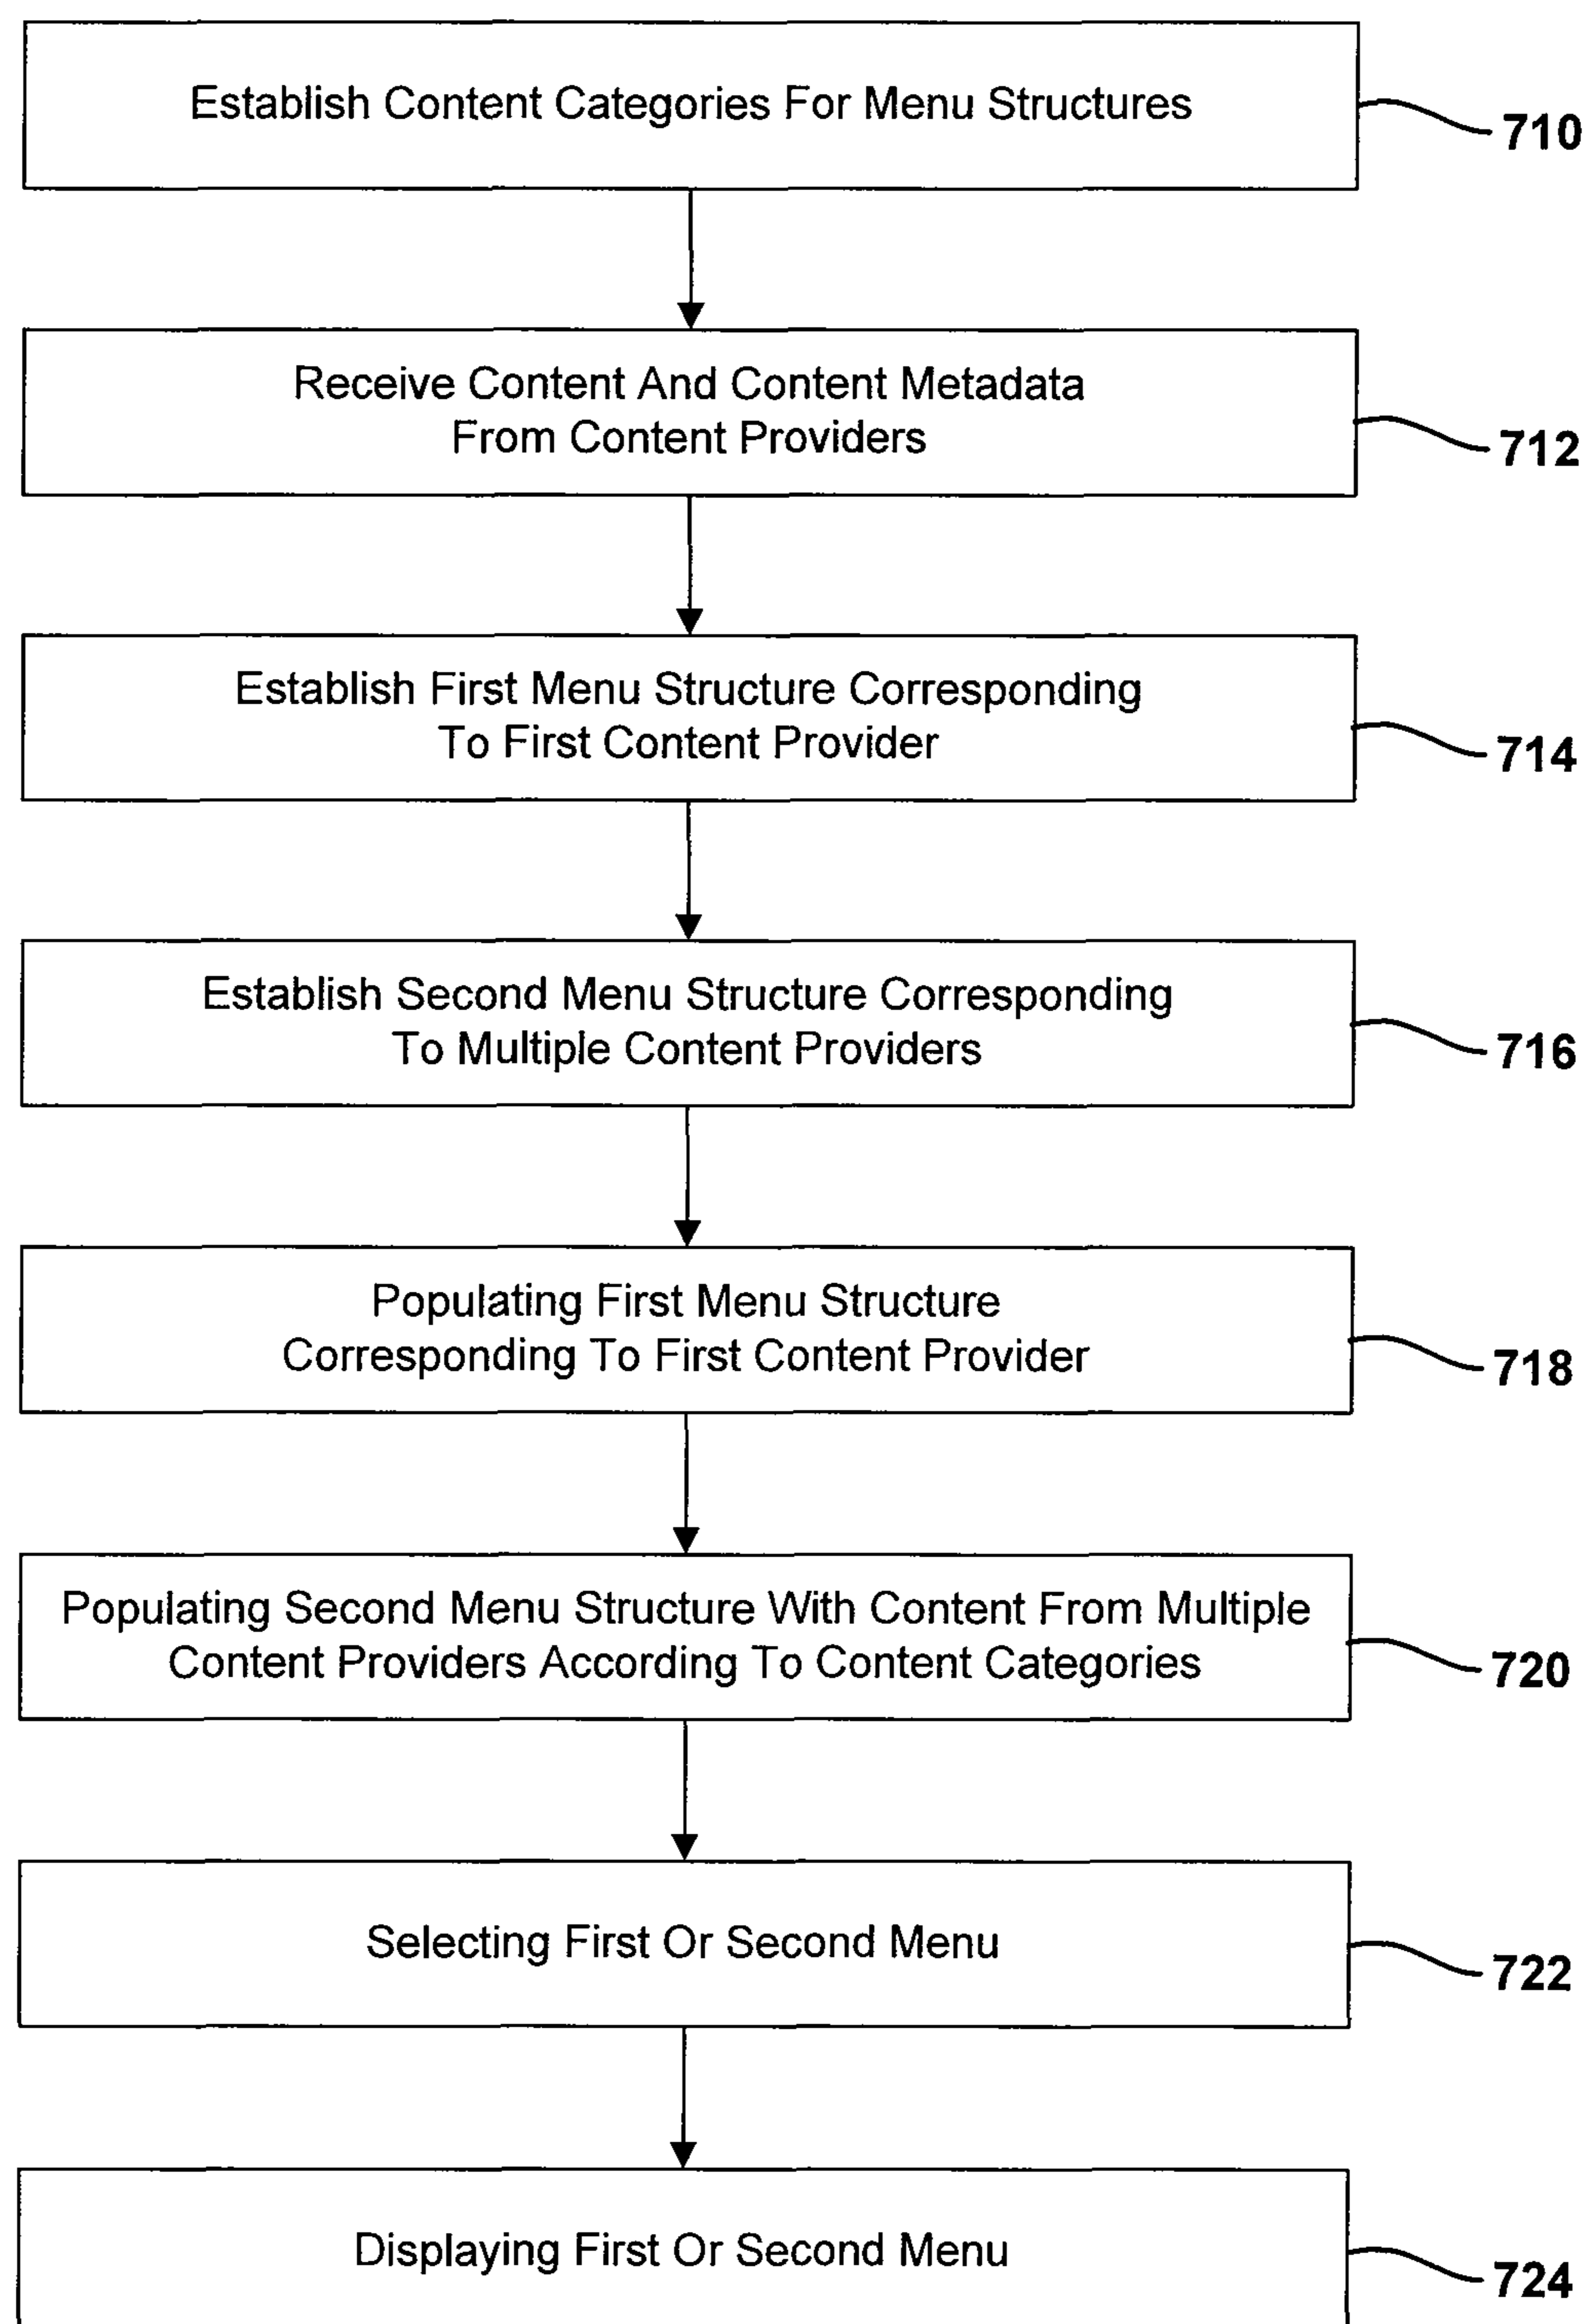 Establish Content Categories For Menu Structures
710
Receive Content And Content Metadata
From Content Providers
712
Establish First Menu Structure Corresponding
To First Content Provider
714
Establish Second Menu Structure Corresponding
To Multiple Content Providers
716
Populating First Menu Structure
Corresponding To First Content Provider
718
Populating Second Menu Structure With Content From Multiple
Content Providers According To Content Categories
720
Selecting First Or Second Menu
722
Displaying First Or Second Menu
724